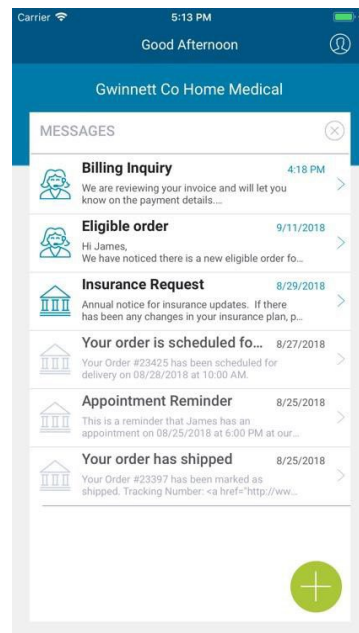 Carrier 5:13 PM
Good Afternoon
Gwinnett Co Home Medical
MESSAGES
Billing Inquiry 4:18 PM
We are reviewing your invoice and will let you
know on the payment details....
Eligible order 9/11/2018
Hi James,
We have noticed there is a new eligible order fo...
Insurance Request 8/29/2018
Annual notice for insurance updates. If there
has been any changes in your insurance plan, p...
Your order is scheduled fo... 8/27/2018
Your Order #23425 has been scheduled for
delivery on 08/28/2018 at 10:00 AM.
Appointment Reminder 8/25/2018
This is a reminder that James has an
appointment on 08/25/2018 at 6:00 PM at our...
Your order has shipped 8/25/2018
Your Order #23397 has been marked as
shipped. Tracking Number: <a href="http://ww...